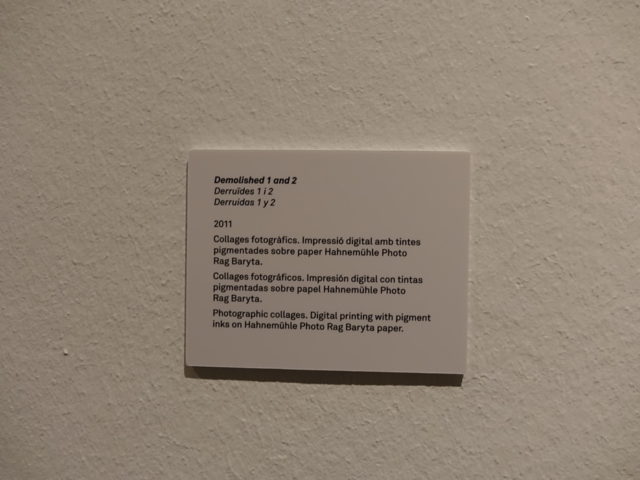 Demolished 1 and 2
Derruïdes 1 i 2
Derruidas 1 y 2
2011
Collages fotogràfics. Impressió digital amb tintes
pigmentades sobre paper Hahnemühle Photo
Rag Baryta.
Collages fotográficos. Impresión digital con tintas
pigmentadas sobre papel Hahnemühle Photo
Rag Baryta.
Photographic collages. Digital printing with pigment
inks on Hahnemühle Photo Rag Baryta paper.